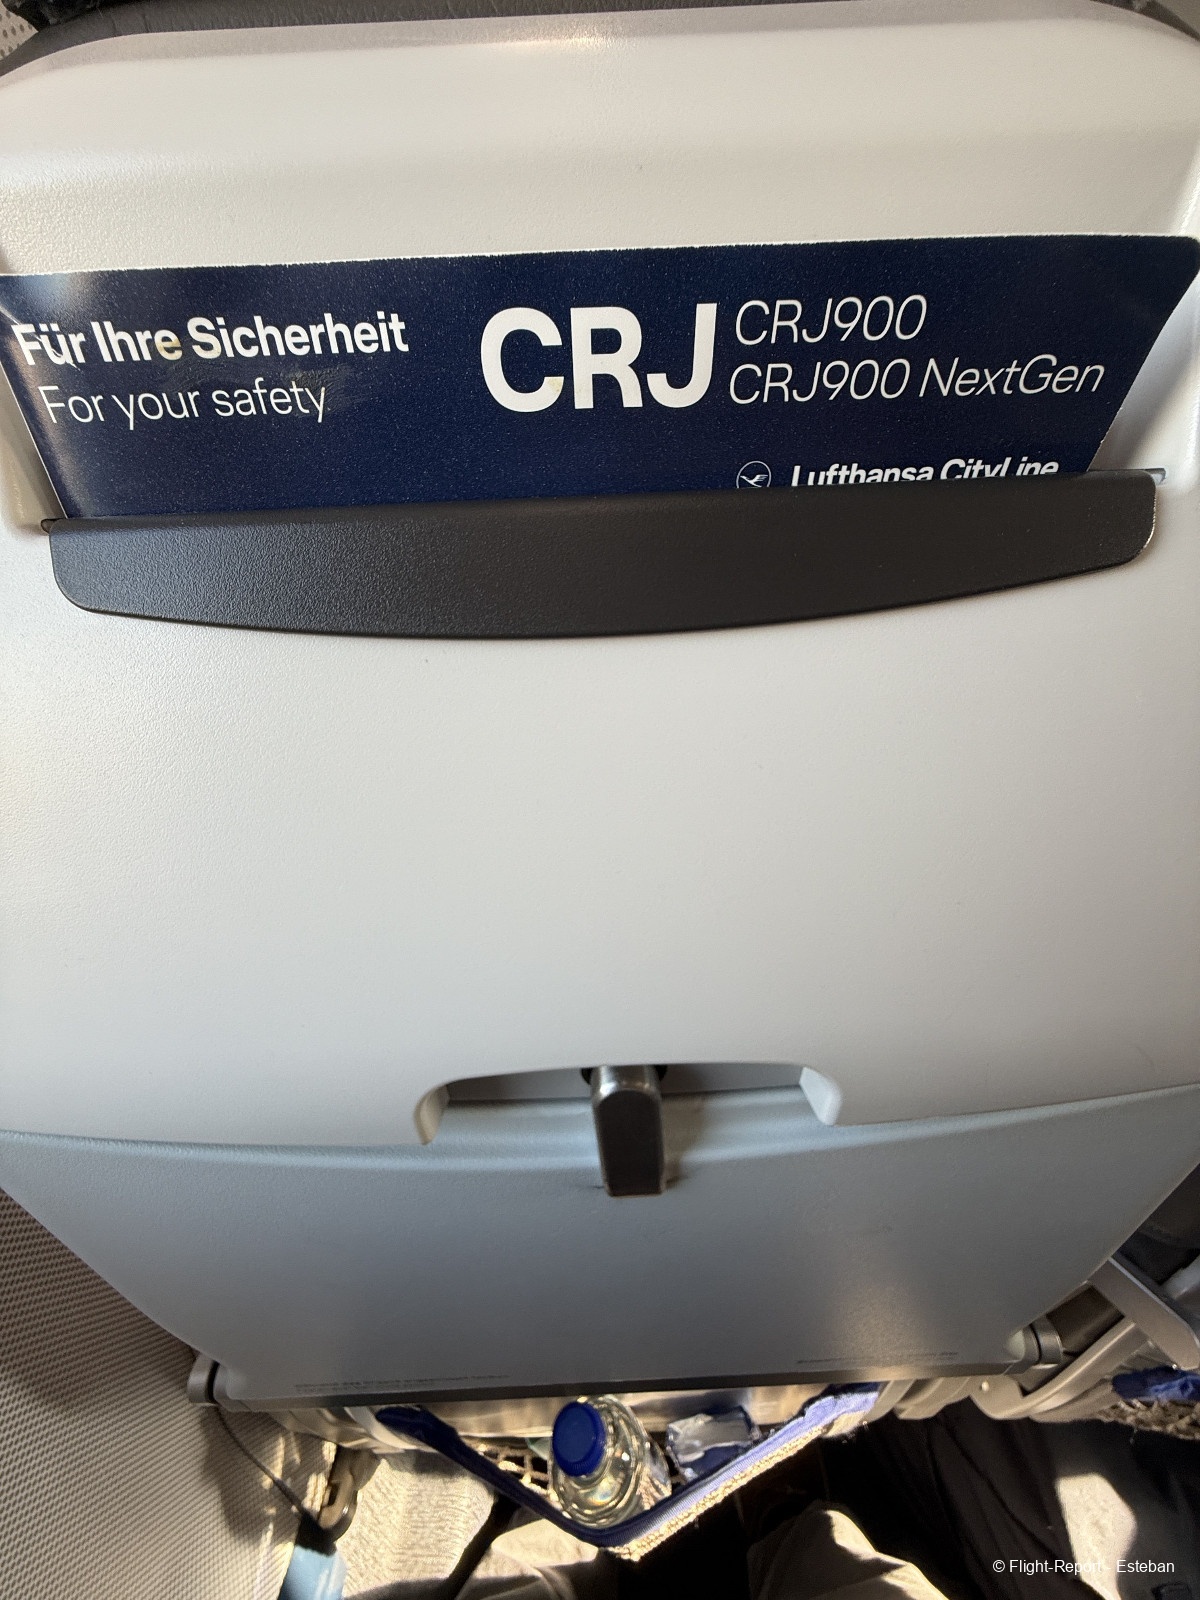 Für Ihre Sicherheit
For your safety
CRJ
CRJ900
CRJ900 NextGen
Lufthansa CityLine
© Flight-Report - Esteban